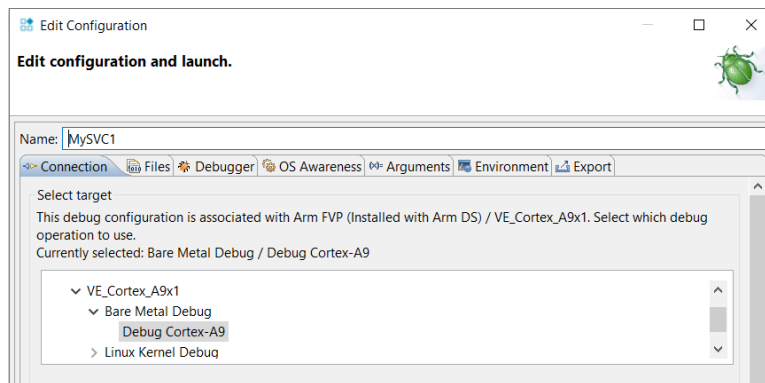 Edit Configuration
Edit configuration and launch.
Name: MySVC1
Connection Files Debugger OS Awareness Arguments Environment Export
Select target
This debug configuration is associated with Arm FVP (Installed with Arm DS) / VE_Cortex_A9x1. Select which debug
operation to use.
Currently selected: Bare Metal Debug / Debug Cortex-A9
VE_Cortex_A9x1
Bare Metal Debug
Debug Cortex-A9
Linux Kernel Debug